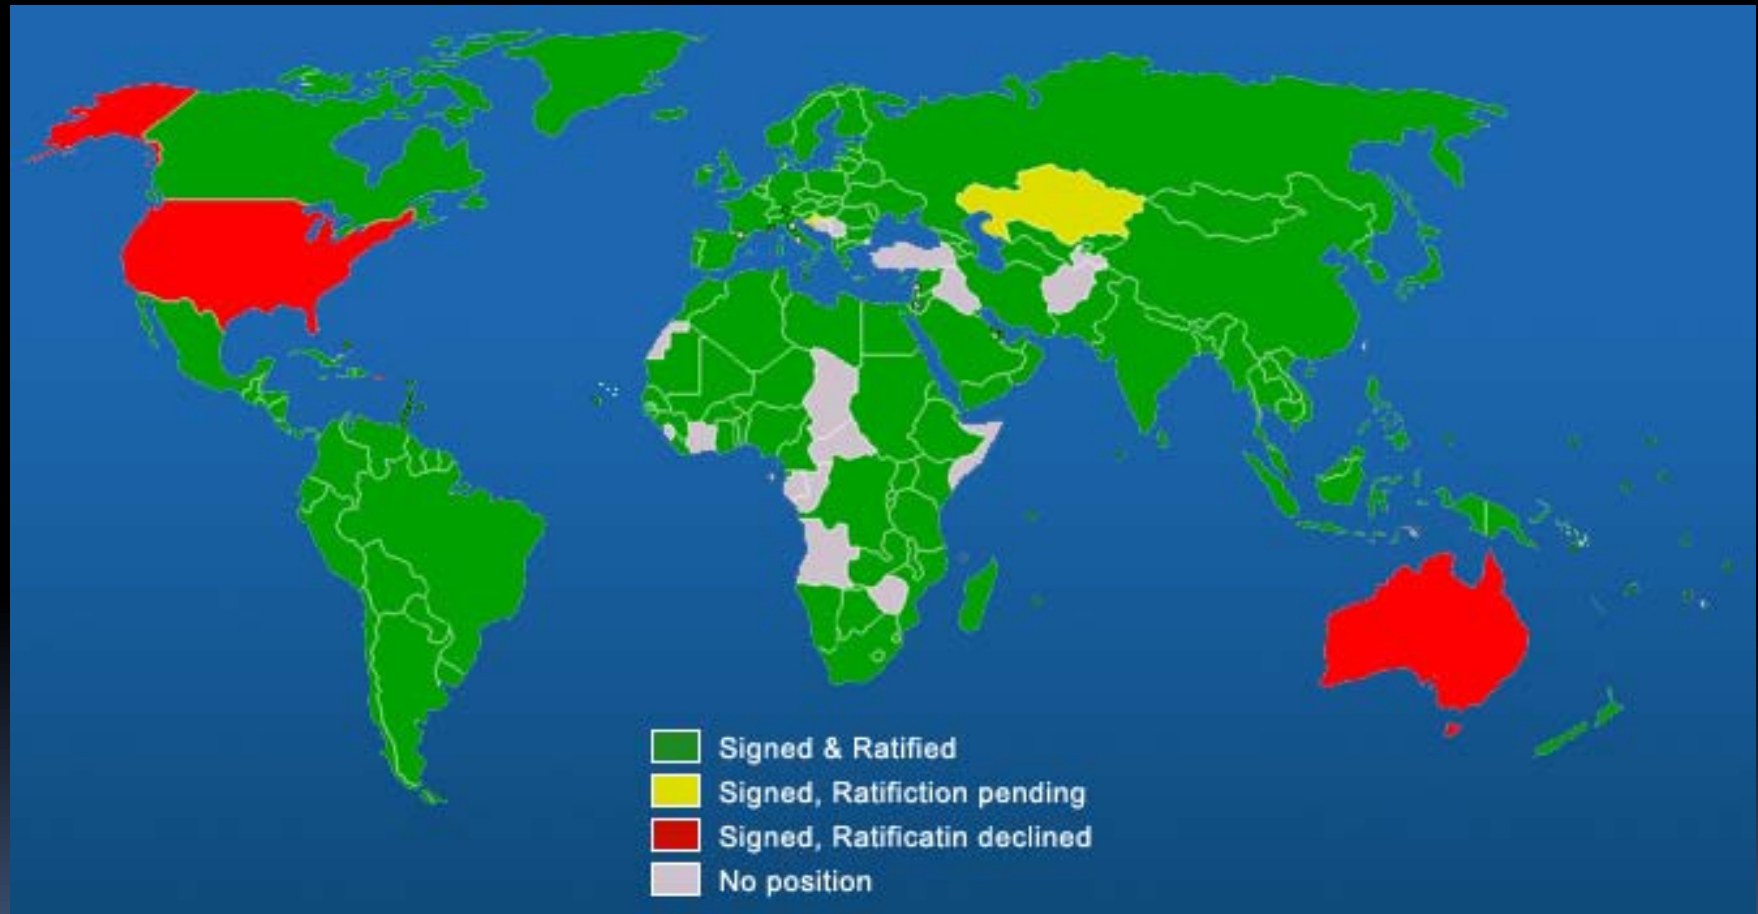 Signed & Ratified
Signed, Ratifiction pending
Signed, Ratificatin declined
No position